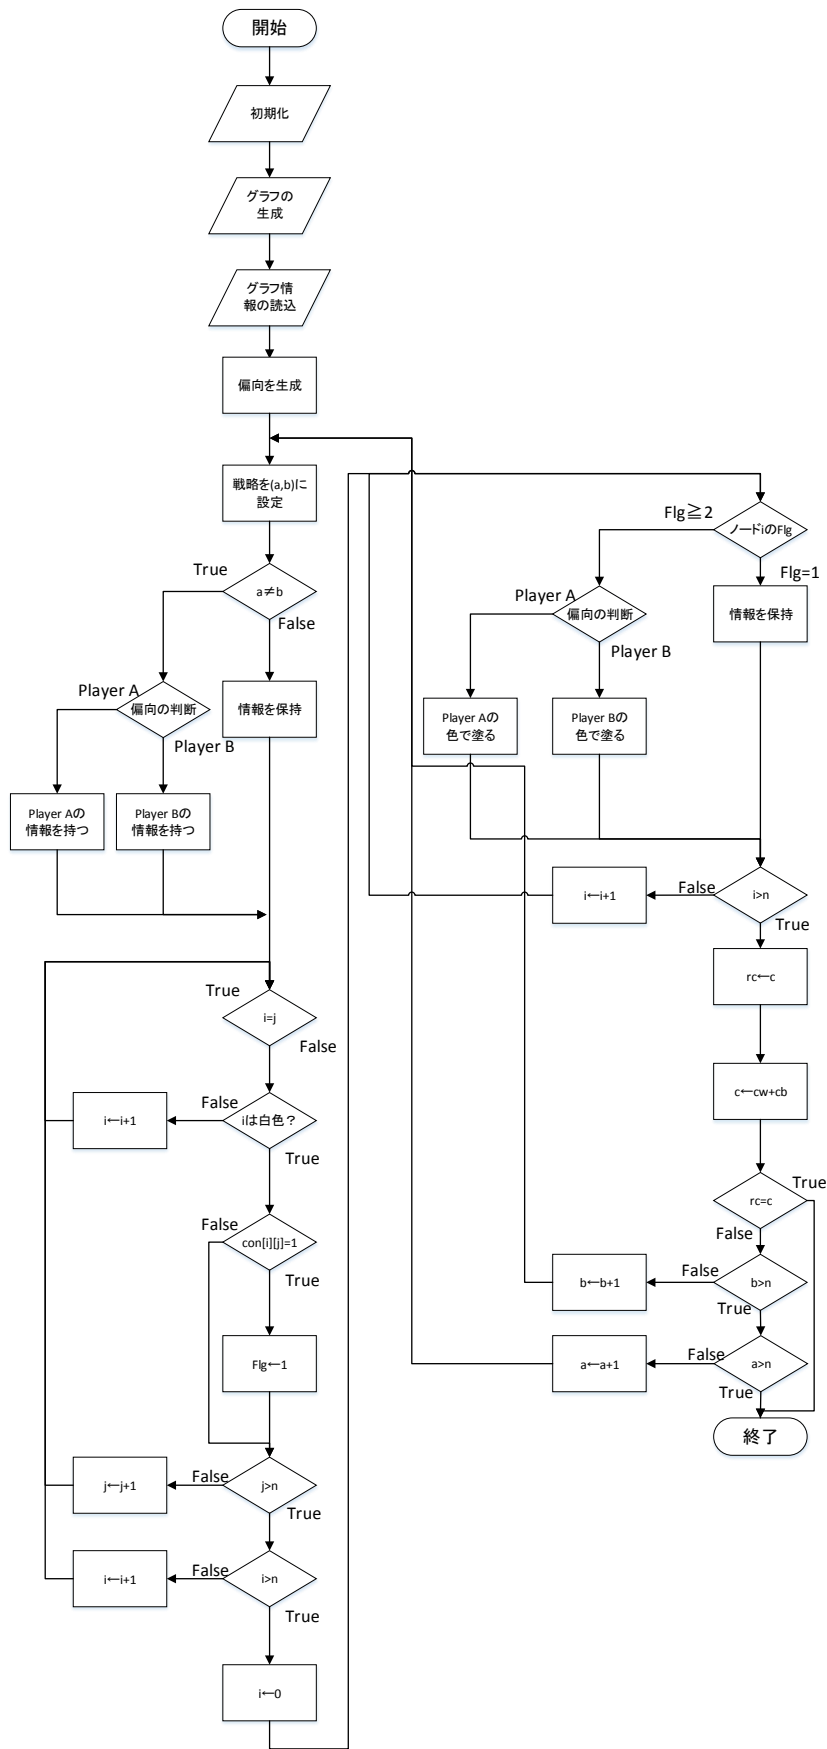 開始
初期化
グラフの
生成
グラフ情
報の読込
偏向を生成
戦略を(a,b)に
設定
True
a≠b
False
Player A
偏向の判断
Player B
情報を保持
Player Aの
情報を持つ
Player Bの
情報を持つ
True
i=j
False
False
iは白色?
True
i←i+1
False
con[i][j]=1
True
Flg←1
False
j>n
True
j←j+1
False
i>n
True
i←i+1
i←0
Flg≧2
ノードiのFlg
Flg=1
Player A
偏向の判断
Player B
情報を保持
Player Aの
色で塗る
Player Bの
色で塗る
i←i+1
False
i>n
True
rc←c
c←cw+cb
True
rc=c
False
b←b+1
False
b>n
True
a←a+1
False
a>n
True
終了